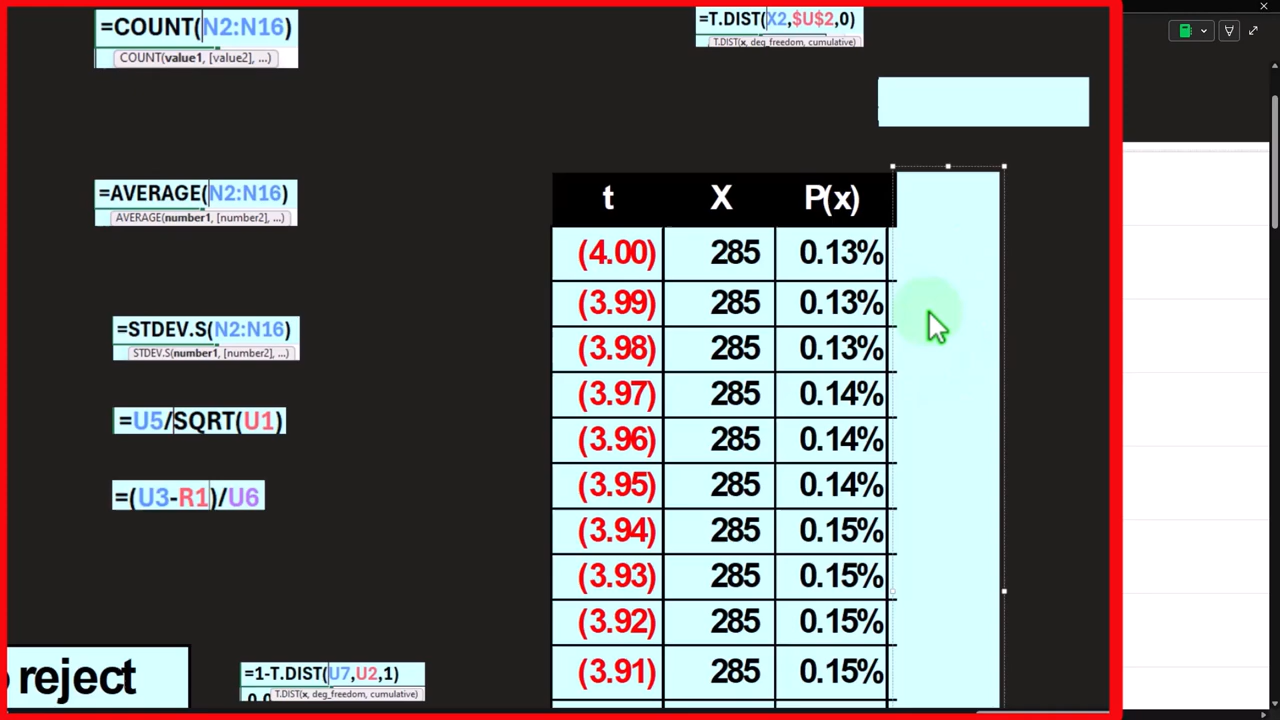 =COUNT(N2:N16)
COUNT(value1, [value2], ...)
=T.DIST(X2,$U$2,0)
T.DIST(x, deg_freedom, cumulative)
=AVERAGE(N2:N16)
AVERAGE(number1, [number2], ...)
=STDEV.S(N2:N16)
STDEV.S(number1, [number2], ...)
=U5/SQRT(U1)
=(U3-R1)/U6
t X P(x)
(4.00) 285 0.13%
(3.99) 285 0.13%
(3.98) 285 0.13%
(3.97) 285 0.14%
(3.96) 285 0.14%
(3.95) 285 0.14%
(3.94) 285 0.15%
(3.93) 285 0.15%
(3.92) 285 0.15%
(3.91) 285 0.15%
reject
=1-T.DIST(U7,U2,1)
T.DIST(x, deg_freedom, cumulative)